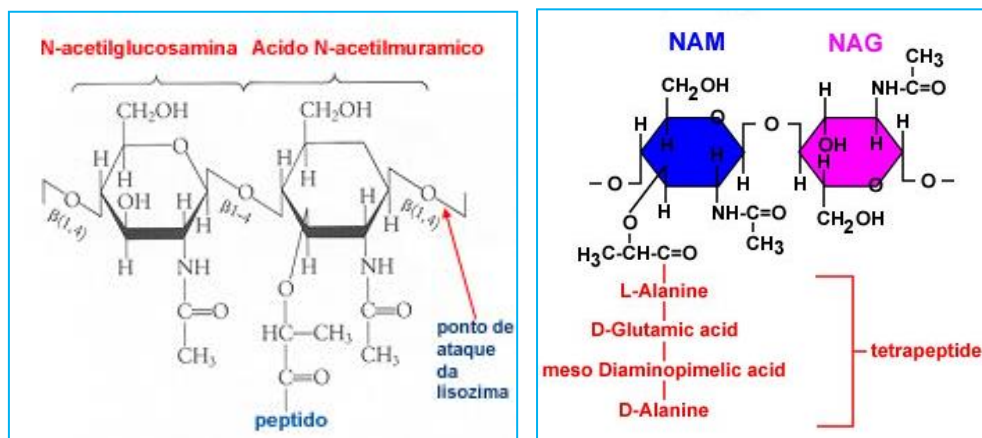 N-acetilglucosamina Acido N-acetilmuramico
CH₂OH CH₂OH
O
H H
H H
β(1,4) O OH H β1-4 O H β(1,4) O
H NH H NH
O
C=O HC-CH₃ C=O
CH₃ C=O CH₃
peptido
ponto de
ataque
da
lisozima
NAM NAG
CH₃
CH₂OH H NH-C=O
H O H H
H H O OH H
O H H H O O
O NH-C=O CH₂OH
H₃C-C-C=O CH₃
H
L-Alanine
D-Glutamic acid
meso Diaminopimelic acid
D-Alanine
tetrapeptide